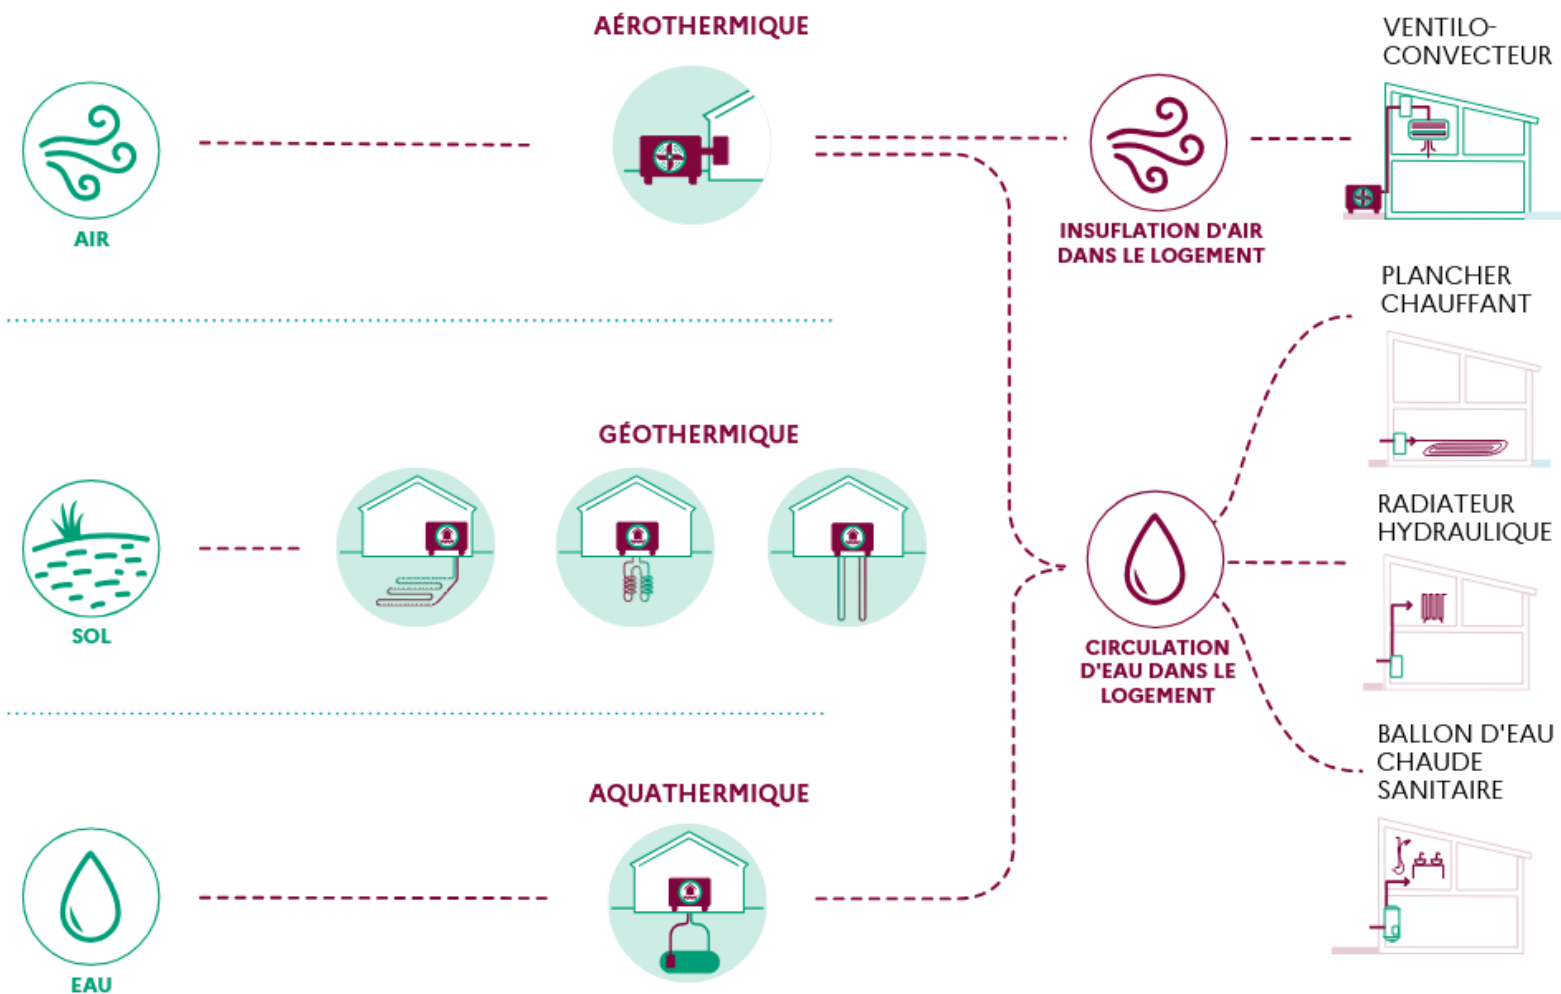 AÉROTHERMIQUE
AIR
INSUFLATION D'AIR
DANS LE LOGEMENT
VENTILO-
CONVECTEUR
PLANCHER
CHAUFFANT
GÉOTHERMIQUE
SOL
CIRCULATION
D'EAU DANS LE
LOGEMENT
RADIATEUR
HYDRAULIQUE
BALLON D'EAU
CHAUDE
SANITAIRE
AQUATHERMIQUE
EAU